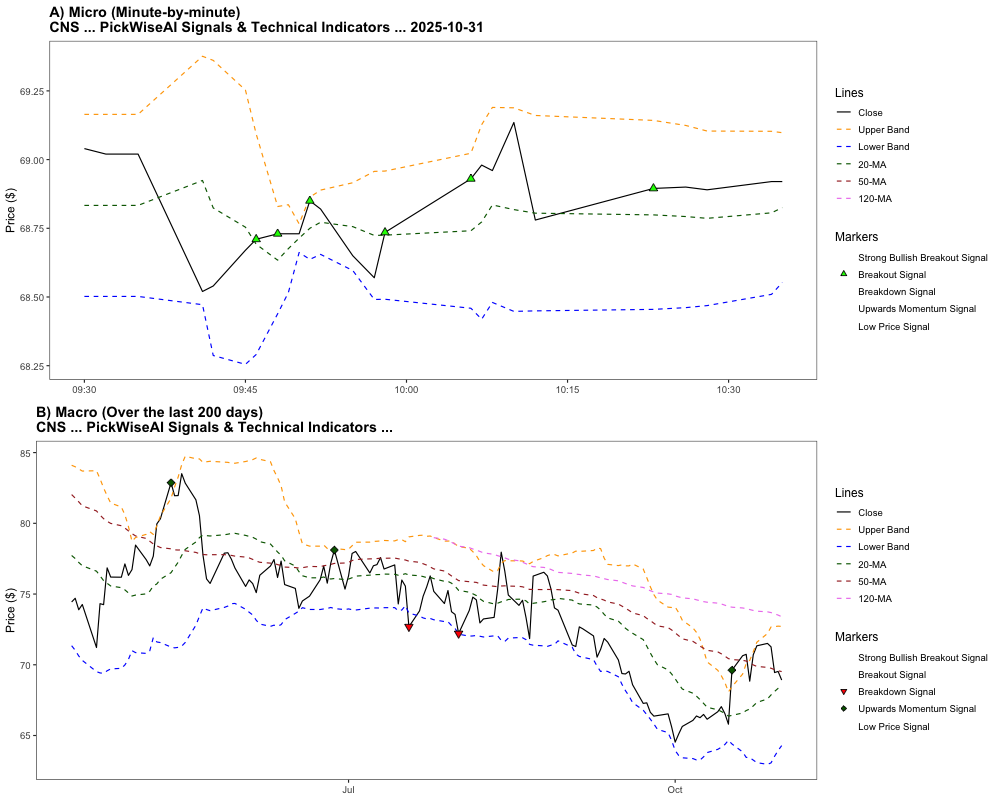 A) Micro (Minute-by-minute)
CNS ... PickWiseAI Signals & Technical Indicators ... 2025-10-31
Price ($)
69.25
69.00
68.75
68.50
68.25
09:30
09:45
10:00
10:15
10:30
Lines
Close
Upper Band
Lower Band
20-MA
50-MA
120-MA
Markers
Strong Bullish Breakout Signal
Breakout Signal
Breakdown Signal
Upwards Momentum Signal
Low Price Signal
B) Macro (Over the last 200 days)
CNS ... PickWiseAI Signals & Technical Indicators ...
Price ($)
85
80
75
70
65
Jul
Oct
Lines
Close
Upper Band
Lower Band
20-MA
50-MA
120-MA
Markers
Strong Bullish Breakout Signal
Breakout Signal
Breakdown Signal
Upwards Momentum Signal
Low Price Signal